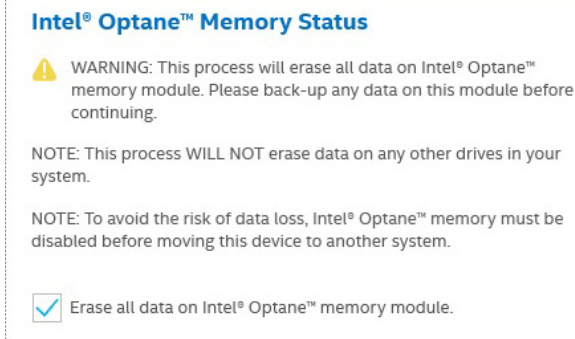 Intel® Optane™ Memory Status
WARNING: This process will erase all data on Intel® Optane™
memory module. Please back-up any data on this module before
continuing.
NOTE: This process WILL NOT erase data on any other drives in your
system.
NOTE: To avoid the risk of data loss, Intel® Optane™ memory must be
disabled before moving this device to another system.
Erase all data on Intel® Optane™ memory module.